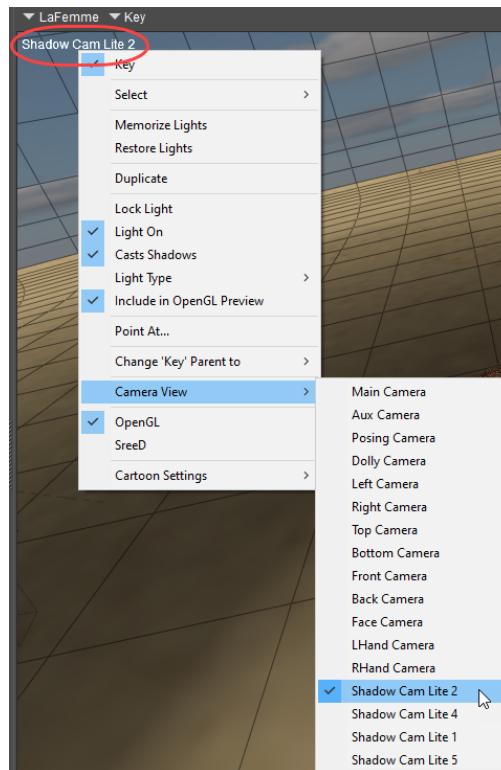 LaFemme Key
Shadow Cam Lite 2
Key
Select
Memorize Lights
Restore Lights
Duplicate
Lock Light
Light On
Casts Shadows
Light Type
Include in OpenGL Preview
Point At...
Change 'Key' Parent to
Camera View
OpenGL
SreeD
Cartoon Settings
Main Camera
Aux Camera
Posing Camera
Dolly Camera
Left Camera
Right Camera
Top Camera
Bottom Camera
Front Camera
Back Camera
Face Camera
LHand Camera
RHand Camera
Shadow Cam Lite 2
Shadow Cam Lite 4
Shadow Cam Lite 1
Shadow Cam Lite 5